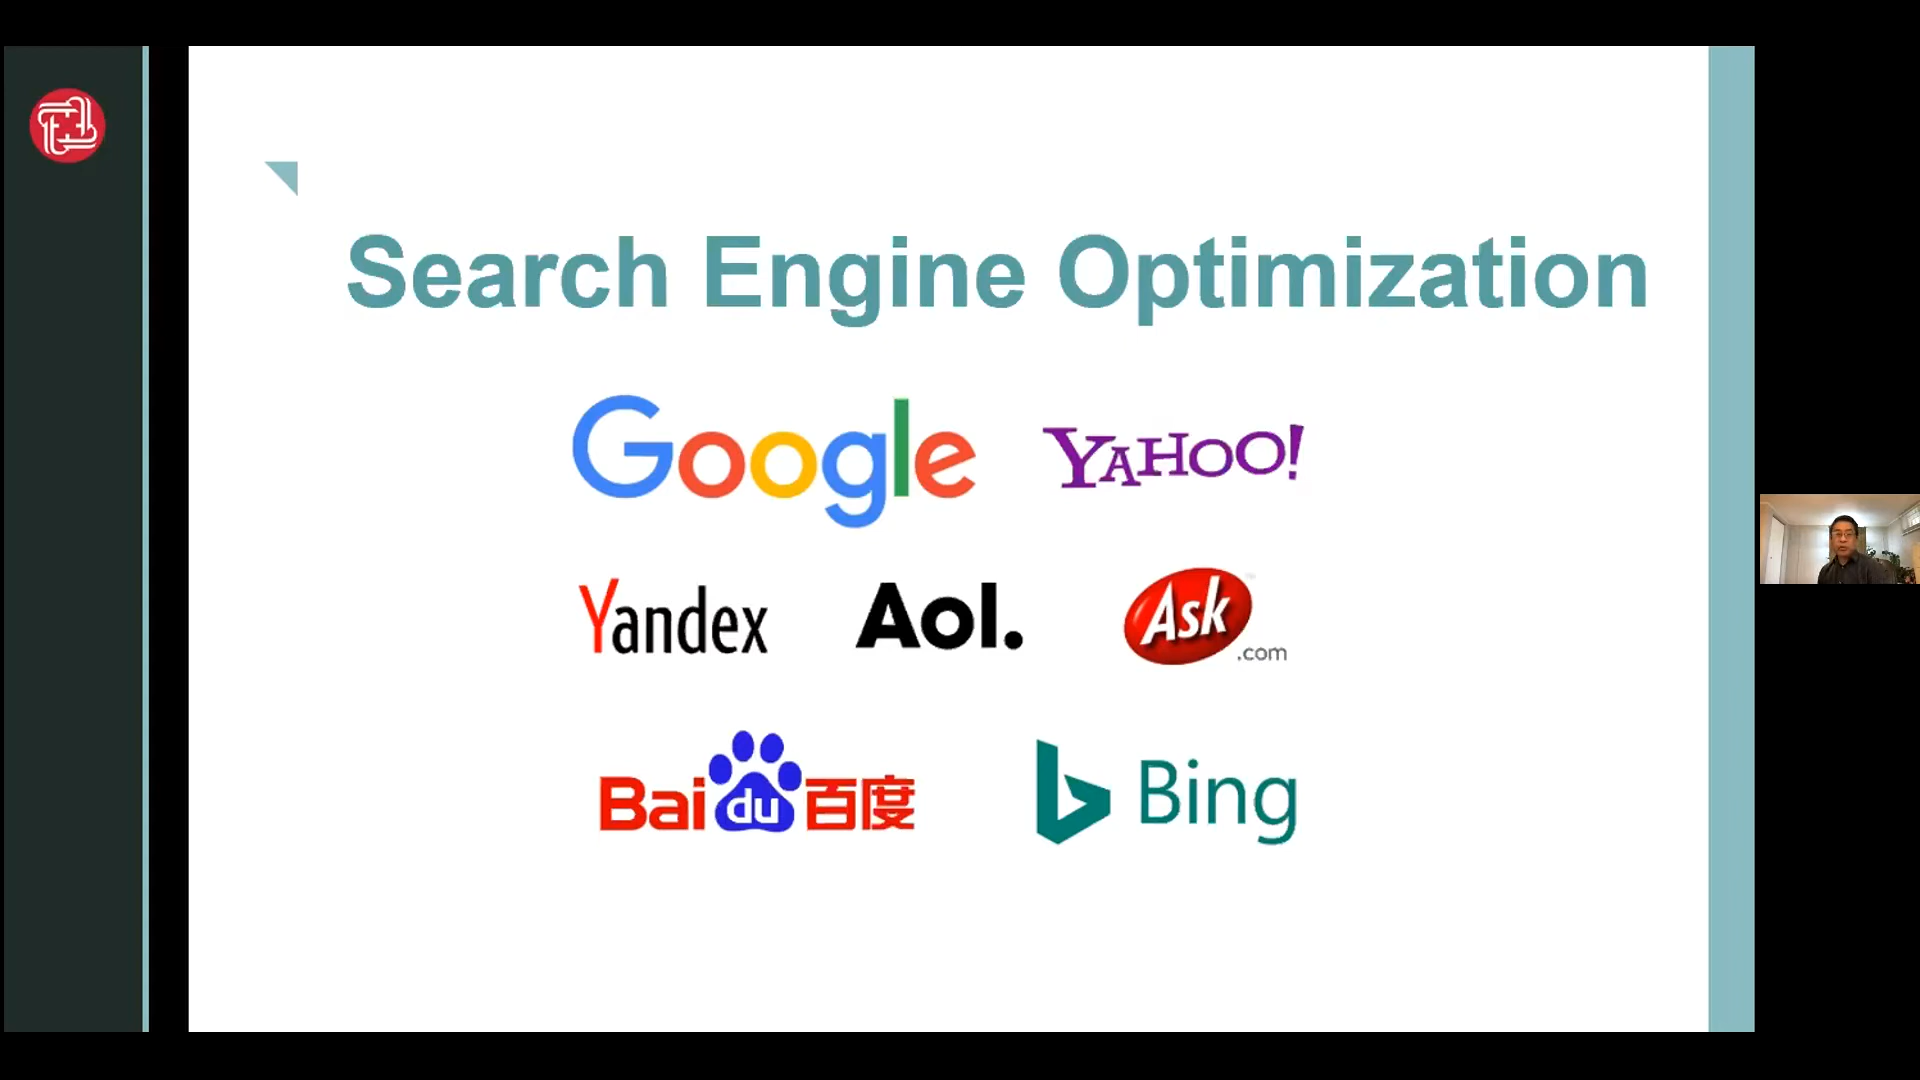 Search Engine Optimization
Google YAHOO!
Yandex Aol. Ask.com
Baidu百度 Bing